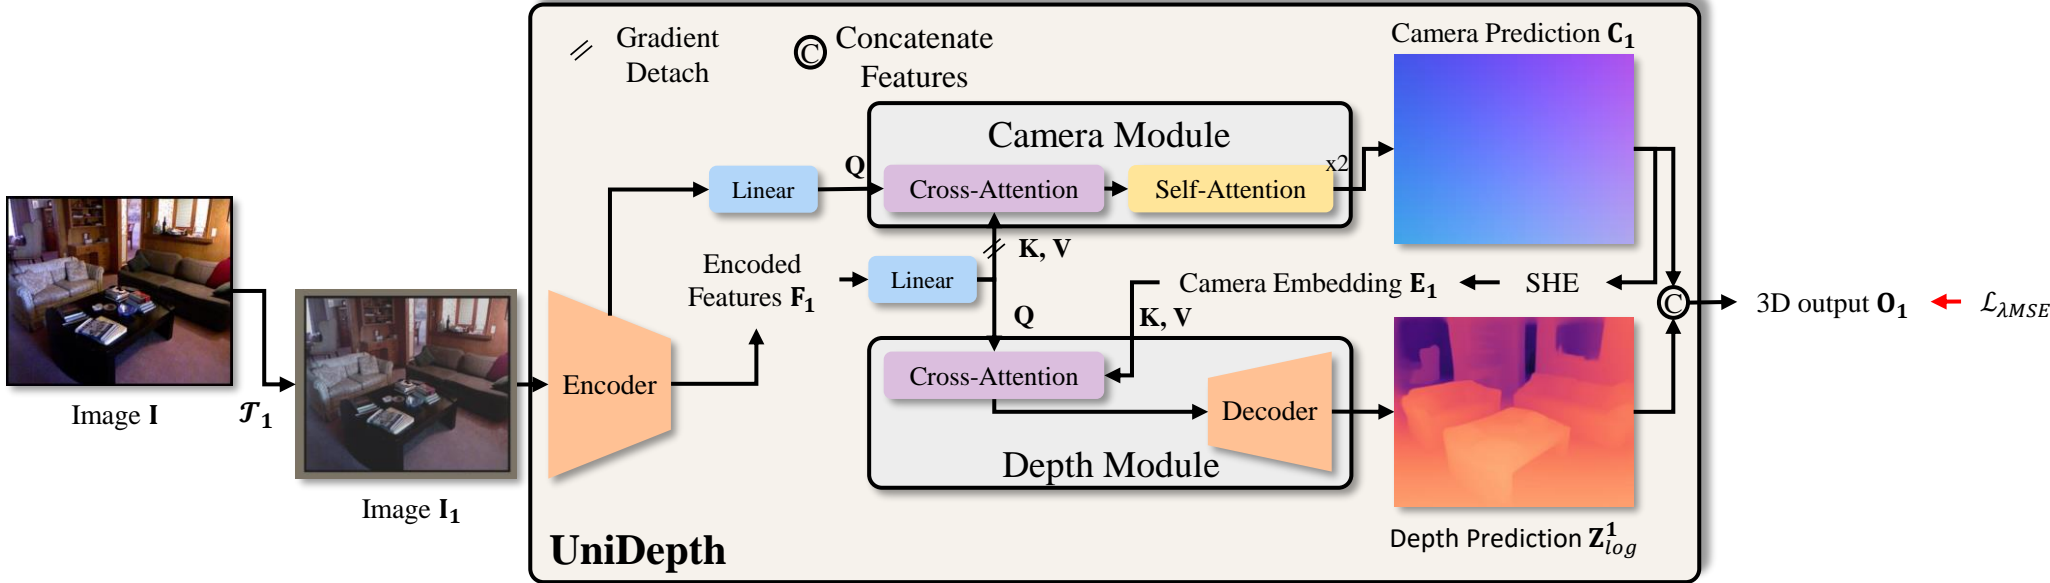 Gradient
Detach
© Concatenate
Features
Camera Prediction C₁
Camera Module
Q
x2
Linear
Cross-Attention
Self-Attention
K, V
Encoded
Features F₁
Linear
Camera Embedding E₁
SHE
C
3D output O₁
ℒλMSE
Q
K, V
Cross-Attention
Encoder
Decoder
Image I
𝒯₁
Depth Module
Image I₁
UniDepth
Depth Prediction Z¹log